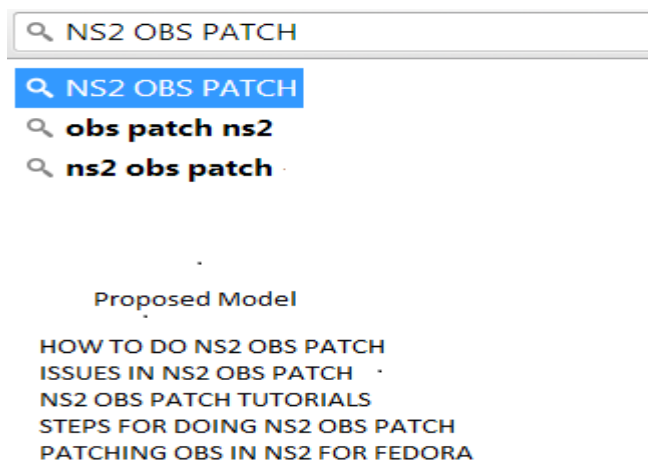 NS2 OBS PATCH
NS2 OBS PATCH
obs patch ns2
ns2 obs patch
Proposed Model
HOW TO DO NS2 OBS PATCH
ISSUES IN NS2 OBS PATCH
NS2 OBS PATCH TUTORIALS
STEPS FOR DOING NS2 OBS PATCH
PATCHING OBS IN NS2 FOR FEDORA